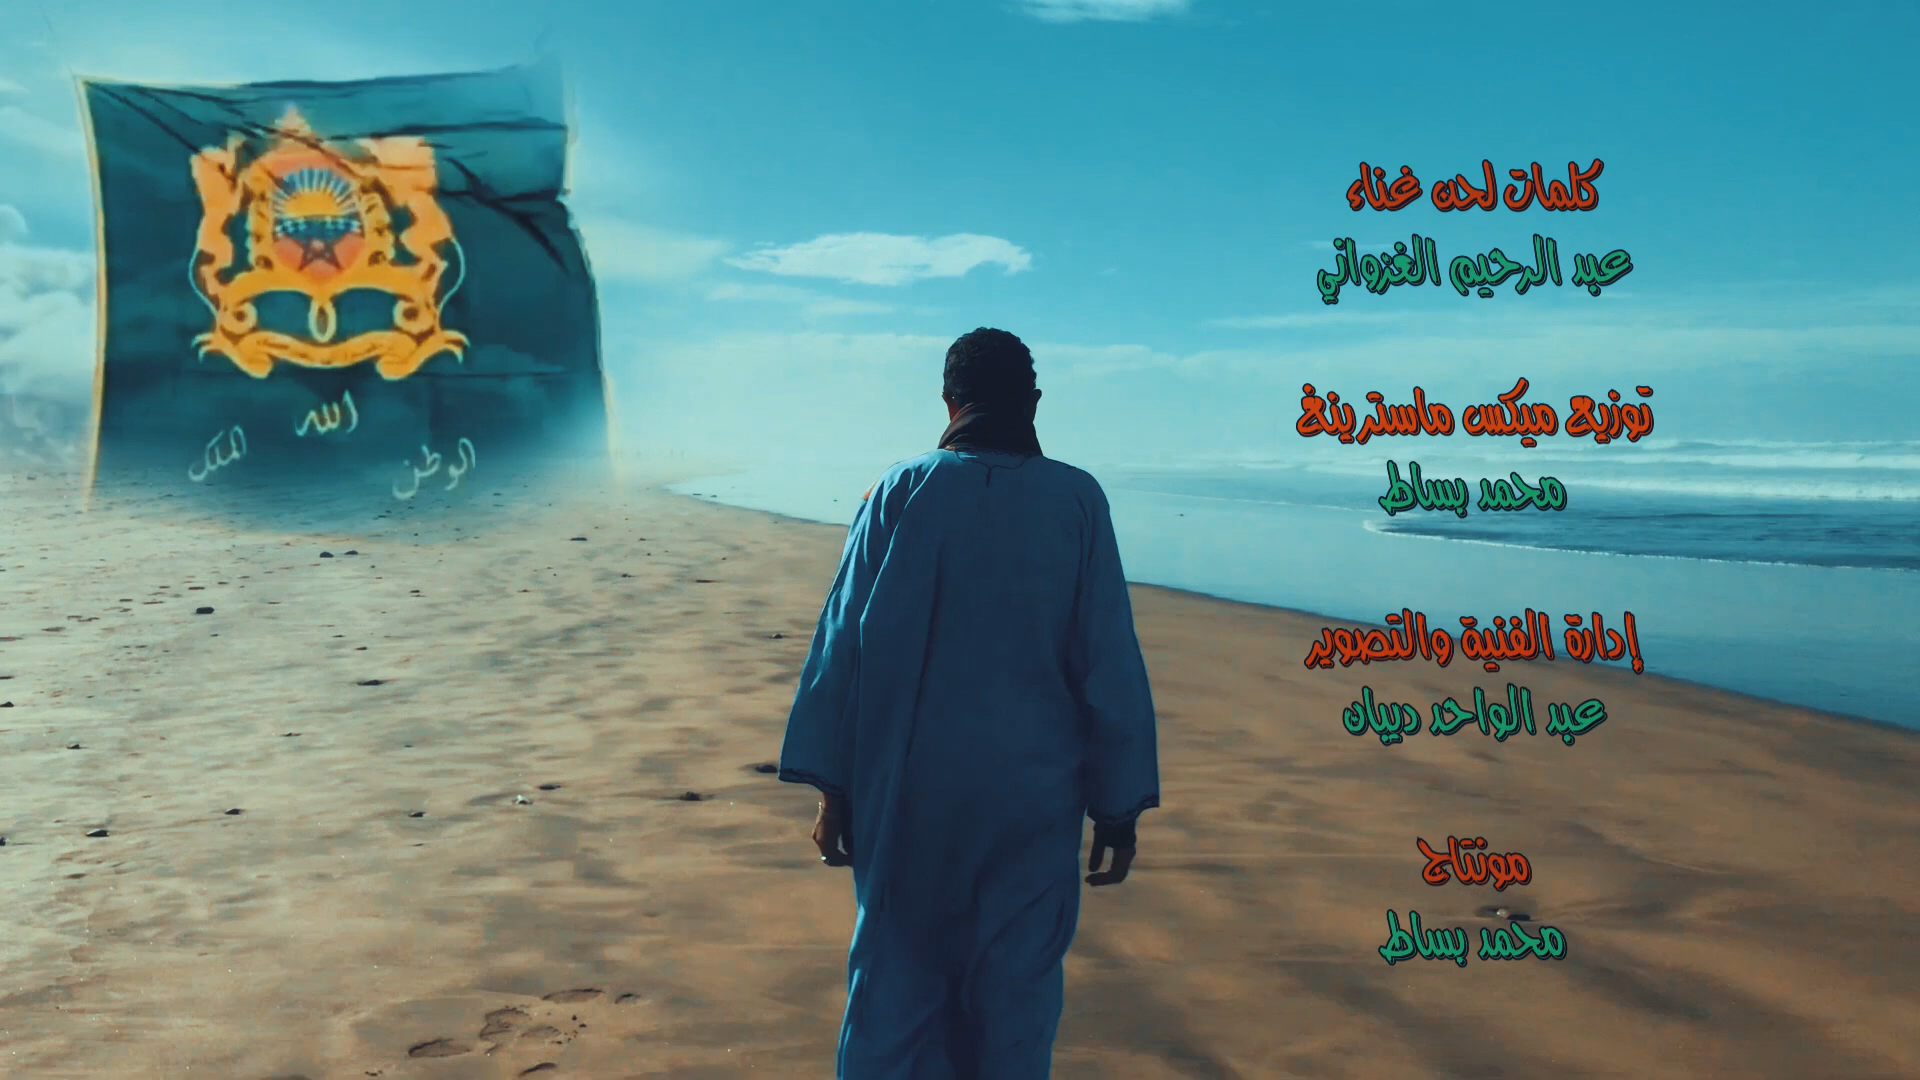 كلمات لحن غناء
عبد الرحيم الغزواني
توزيع ميكس ماسترينغ
محمد بساط
إدارة الفنية والتصوير
عبد الواحد ديبان
مونتاج
محمد بساط
الله
الوطن
الملك